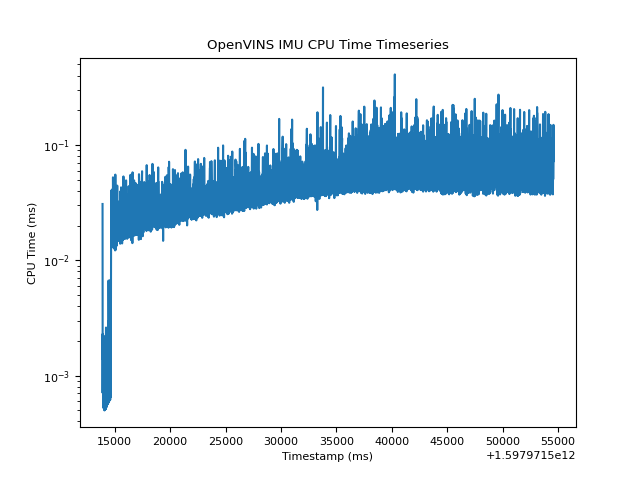 OpenVINS IMU CPU Time Timeseries
CPU Time (ms)
10⁻¹
10⁻²
10⁻³
15000 20000 25000 30000 35000 40000 45000 50000 55000
Timestamp (ms)
+1.5979715e12